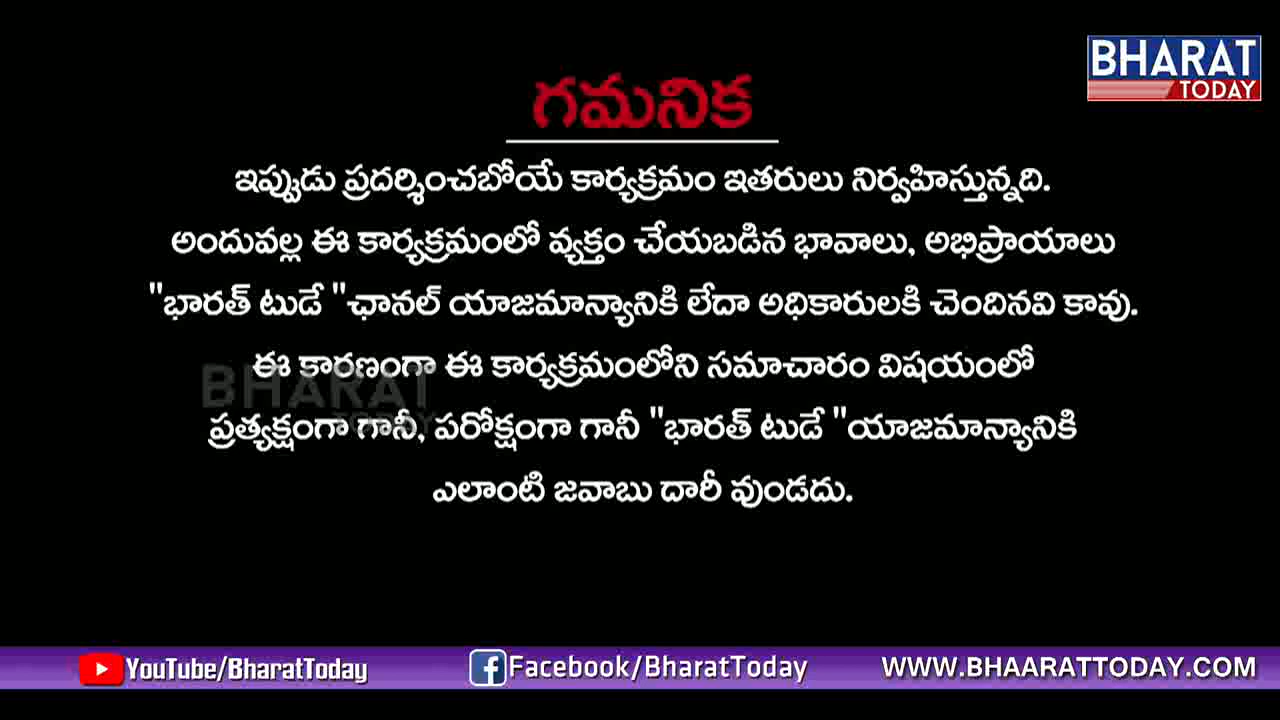 BHARAT
TODAY
గమనిక
ఇప్పుడు ప్రదర్శించబోయే కార్యక్రమం ఇతరులు నిర్వహిస్తున్నది.
అందువల్ల ఈ కార్యక్రమంలో వ్యక్తం చేయబడిన భావాలు, అభిప్రాయాలు
"భారత్ టుడే "ఛానల్ యాజమాన్యానికి లేదా అధికారులకి చెందినవి కావు.
ఈ కారణంగా ఈ కార్యక్రమంలోని సమాచారం విషయంలో
ప్రత్యక్షంగా గానీ, పరోక్షంగా గానీ "భారత్ టుడే "యాజమాన్యానికి
ఎలాంటి జవాబు దారీ వుండదు.
BHARAT
TODAY
YouTube/BharatToday Facebook/BharatToday WWW.BHAARATTODAY.COM